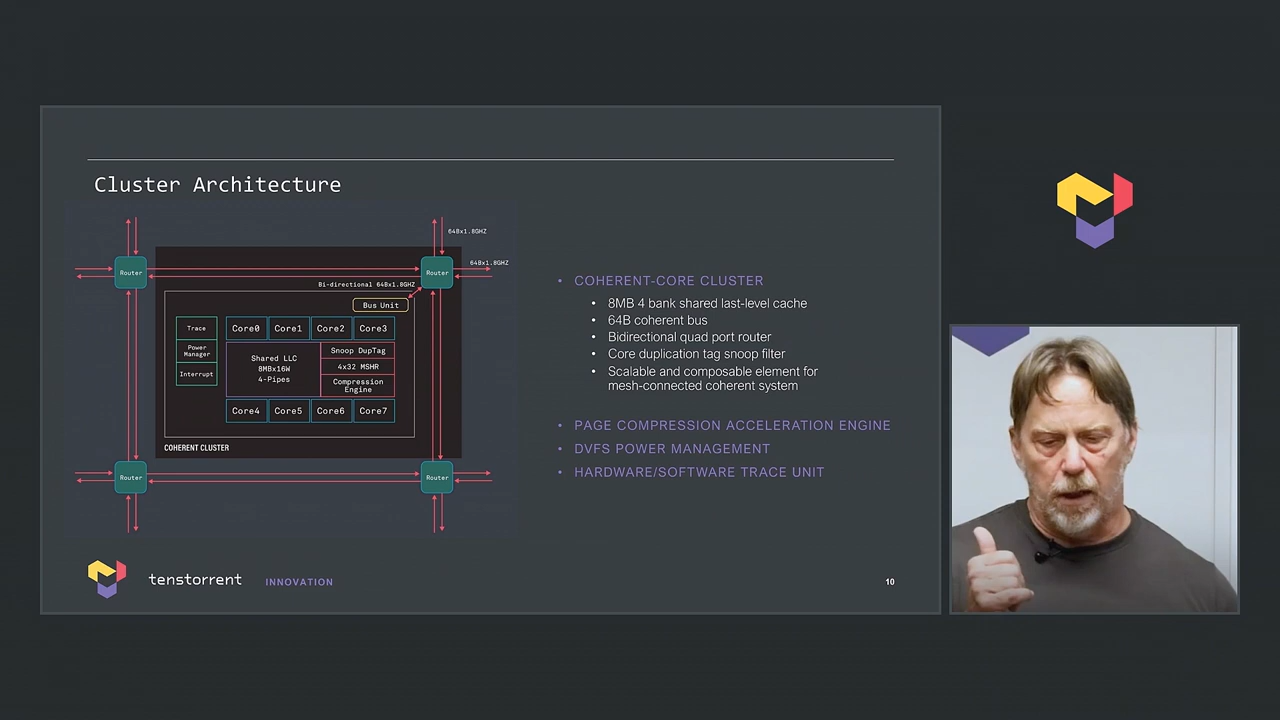 Cluster Architecture
64Bx1.8GHZ
Router
Router
64Bx1.8GHZ
Bi-directional 64Bx1.8GHZ
Bus Unit
Trace
Power
Manager
Interrupt
Core0
Core1
Core2
Core3
Shared LLC
8MBx16W
4-Pipes
Snoop DupTag
4x32 MSHR
Compression
Engine
Core4
Core5
Core6
Core7
COHERENT CLUSTER
Router
Router
• COHERENT-CORE CLUSTER
• 8MB 4 bank shared last-level cache
• 64B coherent bus
• Bidirectional quad port router
• Core duplication tag snoop filter
• Scalable and composable element for
mesh-connected coherent system
• PAGE COMPRESSION ACCELERATION ENGINE
• DVFS POWER MANAGEMENT
• HARDWARE/SOFTWARE TRACE UNIT
tenstorrent INNOVATION
10